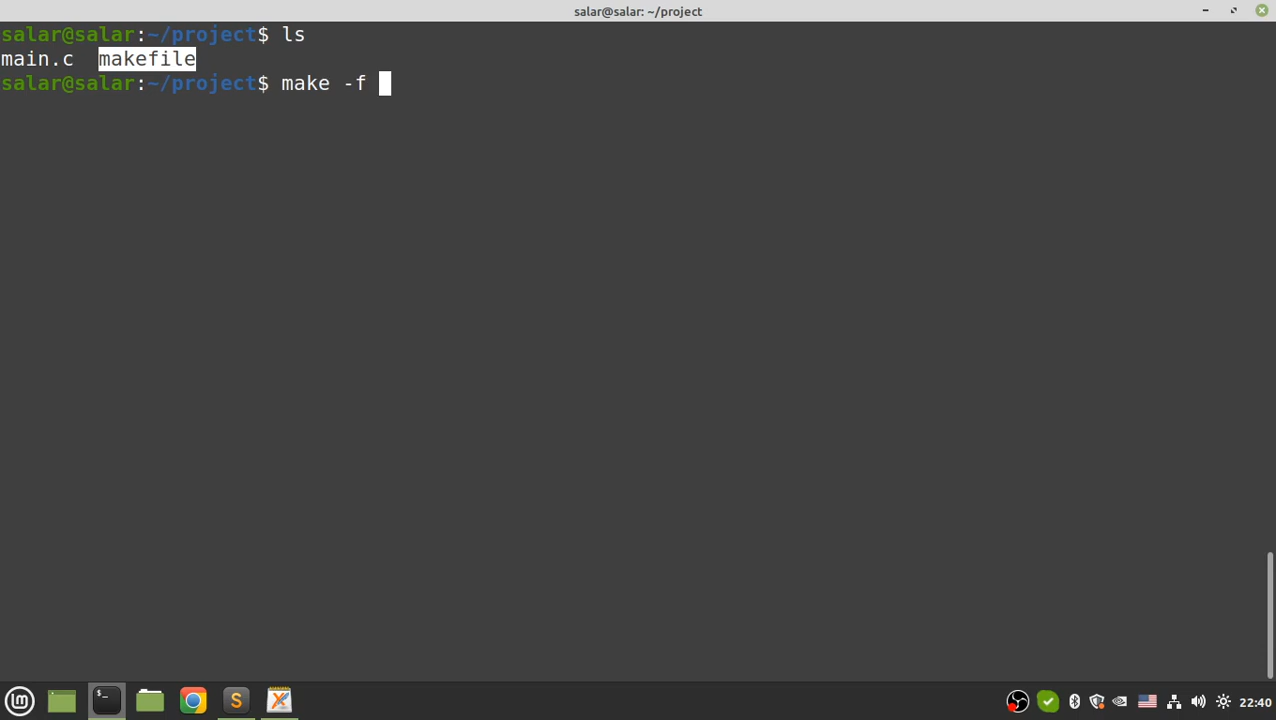 salar@salar: ~/project
salar@salar:~/project$ ls
main.c  makefile
salar@salar:~/project$ make -f
$_
S
22:40